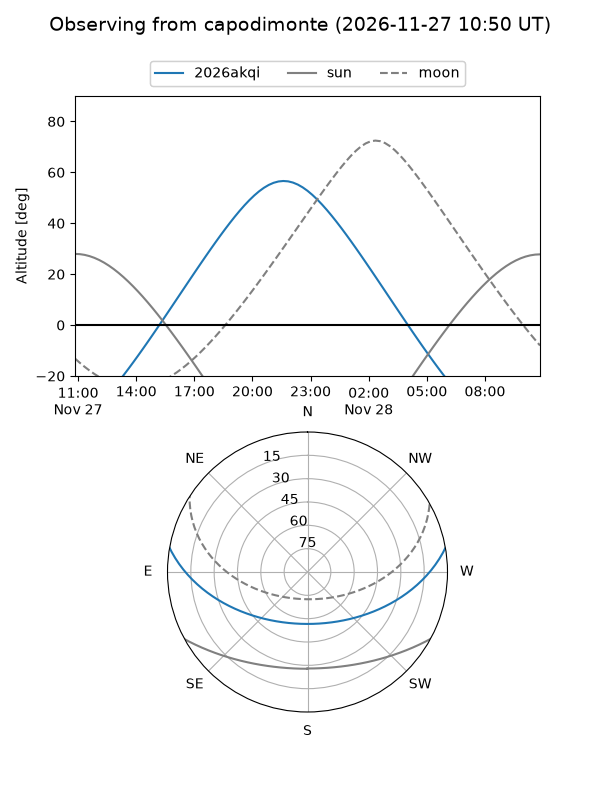 Observing from capodimonte (2026-11-27 10:50 UT)
2026akqi sun moon
Altitude [deg]
80
60
40
20
0
−20
11:00 14:00 17:00 20:00 23:00 02:00 05:00 08:00
Nov 27 Nov 28
N
NE NW
15
30
45
60
75
E W
SE SW
S